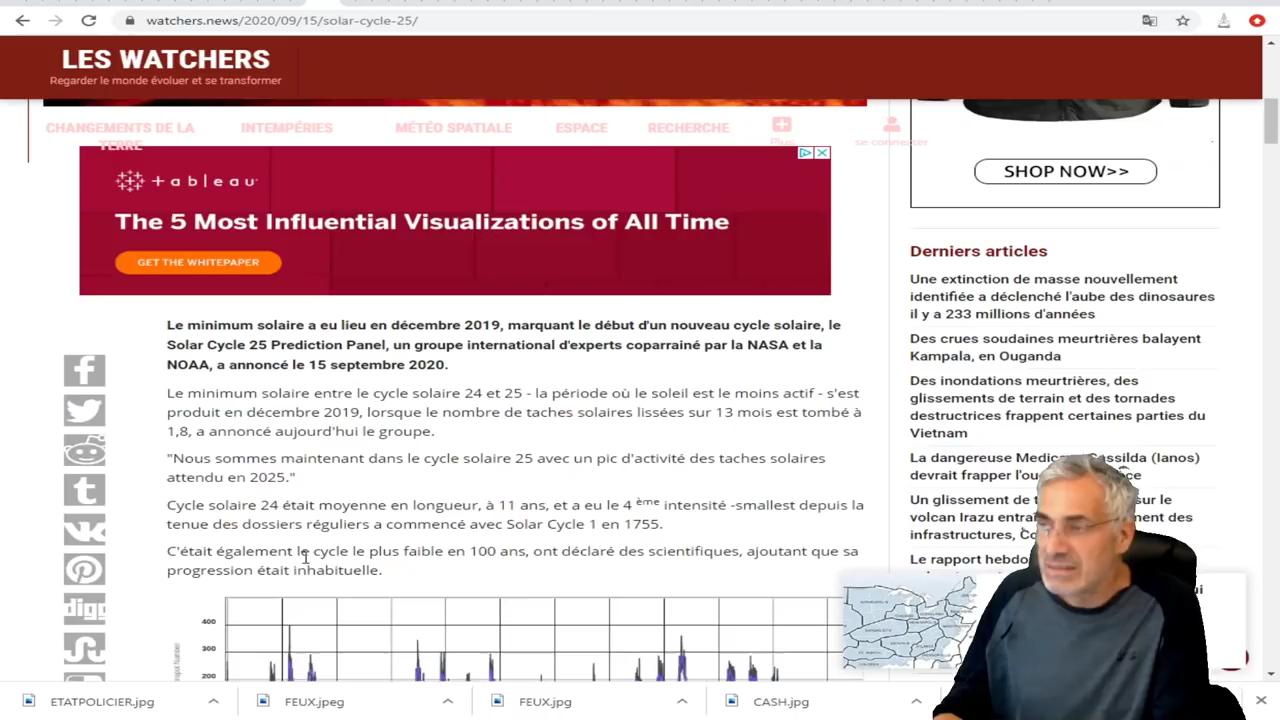 watchers.news/2020/09/15/solar-cycle-25/
LES WATCHERS
Regarder le monde évoluer et se transformer
CHANGEMENTS DE LA
TERRE
INTEMPÉRIES
MÉTÉO SPATIALE
ESPACE
RECHERCHE
Plus
se connecter
+ableau
The 5 Most Influential Visualizations of All Time
GET THE WHITEPAPER
SHOP NOW>>
Le minimum solaire a eu lieu en décembre 2019, marquant le début d'un nouveau cycle solaire, le
Solar Cycle 25 Prediction Panel, un groupe international d'experts coparrainé par la NASA et la
NOAA, a annoncé le 15 septembre 2020.
Le minimum solaire entre le cycle solaire 24 et 25 - la période où le soleil est le moins actif - s'est
produit en décembre 2019, lorsque le nombre de taches solaires lissées sur 13 mois est tombé à
1,8, a annoncé aujourd'hui le groupe.
"Nous sommes maintenant dans le cycle solaire 25 avec un pic d'activité des taches solaires
attendu en 2025."
Cycle solaire 24 était moyenne en longueur, à 11 ans, et a eu le 4 ème intensité -smallest depuis la
tenue des dossiers réguliers a commencé avec Solar Cycle 1 en 1755.
C'était également le cycle le plus faible en 100 ans, ont déclaré des scientifiques, ajoutant que sa
progression était inhabituelle.
400
300
200
digg
Derniers articles
Une extinction de masse nouvellement
identifiée a déclenché l'aube des dinosaures
il y a 233 millions d'années
Des crues soudaines meurtrières balayent
Kampala, en Ouganda
Des inondations meurtrières, des
glissements de terrain et des tornades
destructrices frappent certaines parties du
Vietnam
La dangereuse Medic Cassilda (Ianos)
devrait frapper l'ou
Un glissement de sur le
volcan Irazu entra ment des
infrastructures,
Le rapport hebdo
ETATPOLICIER.jpg
FEUX.jpeg
FEUX.jpg
CASH.jpg